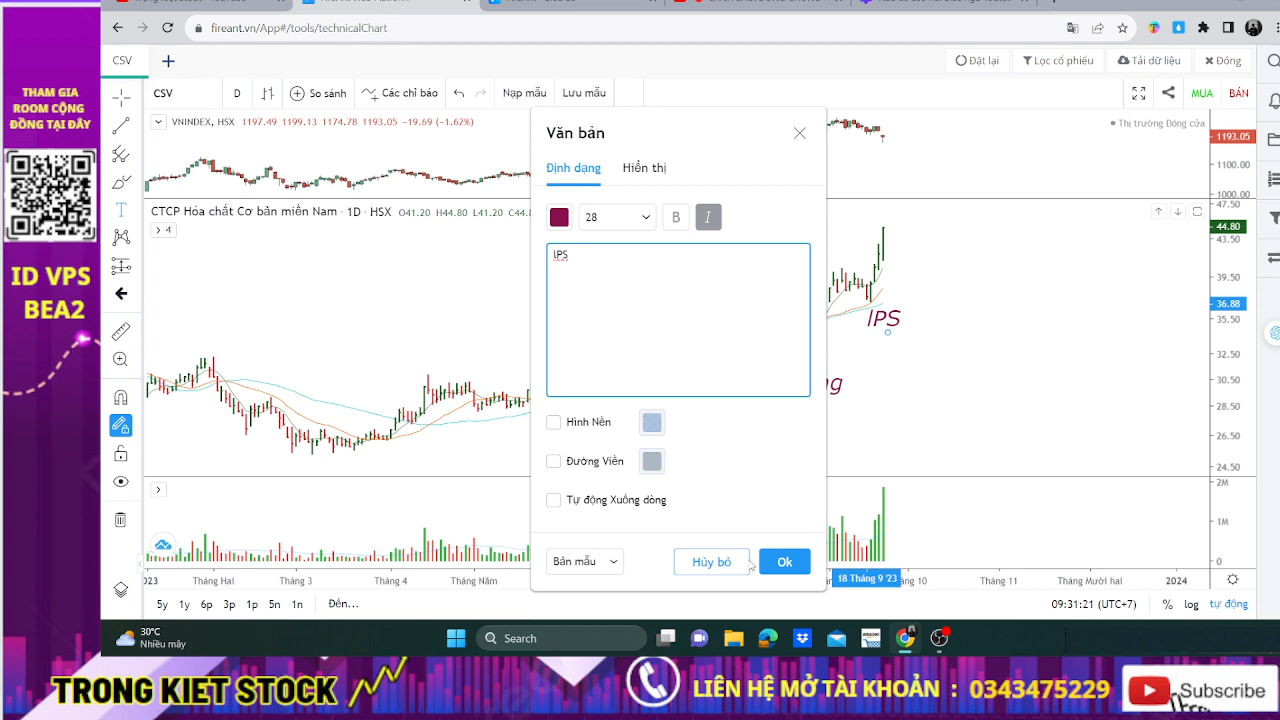 fireant.vn/App#/tools/technicalChart
THAM GIA
ROOM CỘNG
ĐỒNG TẠI ĐÂY
ID VPS
BEA2
CSV
Đặt lại
Lọc cổ phiếu
Tải dữ liệu
Đóng
CSV
D
So sánh
Các chỉ báo
Nạp mẫu
Lưu mẫu
MUA
BÁN
VNINDEX, HSX 1197.49 1199.13 1174.78 1193.05 -19.69 (-1.62%)
Thị trường Đóng cửa
1193.05
1100.00
1000.00
CTCP Hóa chất Cơ bản miền Nam · 1D · HSX O41.20 H44.80 L41.20
4
47.50
44.80
43.50
39.50
36.88
35.50
32.50
30.50
28.50
26.50
24.50
2M
1M
0
IPS
ng
Văn bản
Định dạng
Hiển thị
28
B
I
IPS
Hình Nền
Đường Viền
Tự động Xuống dòng
Bản mẫu
Hủy bỏ
Ok
Tháng Hai
Tháng 3
Tháng 4
Tháng Năm
18 Tháng 9 '23
Tháng 11
Tháng Mười hai
2024
5y 1y 6p 3p 1p 5n 1n
Đến...
09:31:21 (UTC+7)
%
log
tự động
30°C
Nhiều mây
Search
TRONG KIET STOCK
LIÊN HỆ MỞ TÀI KHOẢN : 0343475229
Subscribe